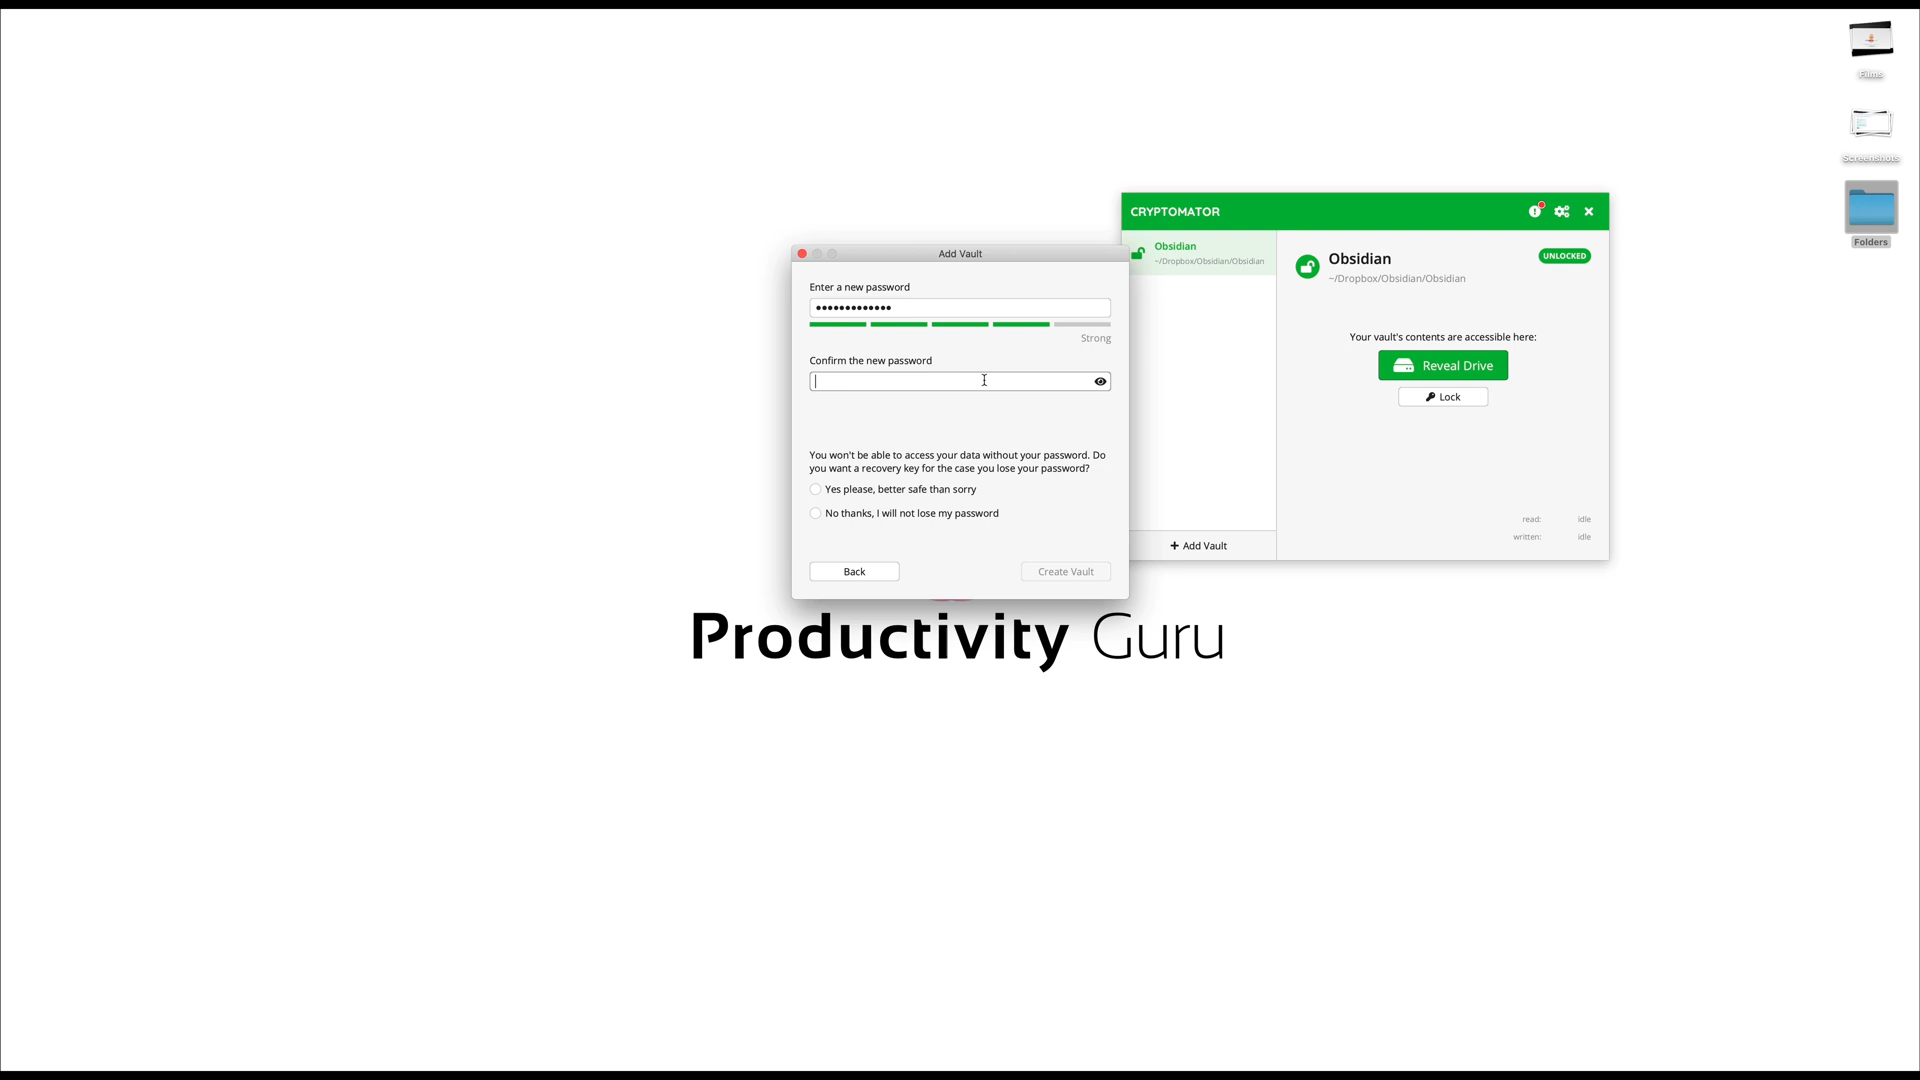 Films
Screenshots
Folders
CRYPTOMATOR
Obsidian
~/Dropbox/Obsidian/Obsidian
Add Vault
Obsidian
~/Dropbox/Obsidian/Obsidian
UNLOCKED
Your vault's contents are accessible here:
Reveal Drive
Lock
read: idle
written: idle
Add Vault
Enter a new password
Strong
Confirm the new password
You won't be able to access your data without your password. Do
you want a recovery key for the case you lose your password?
Yes please, better safe than sorry
No thanks, I will not lose my password
Back
Create Vault
Productivity Guru